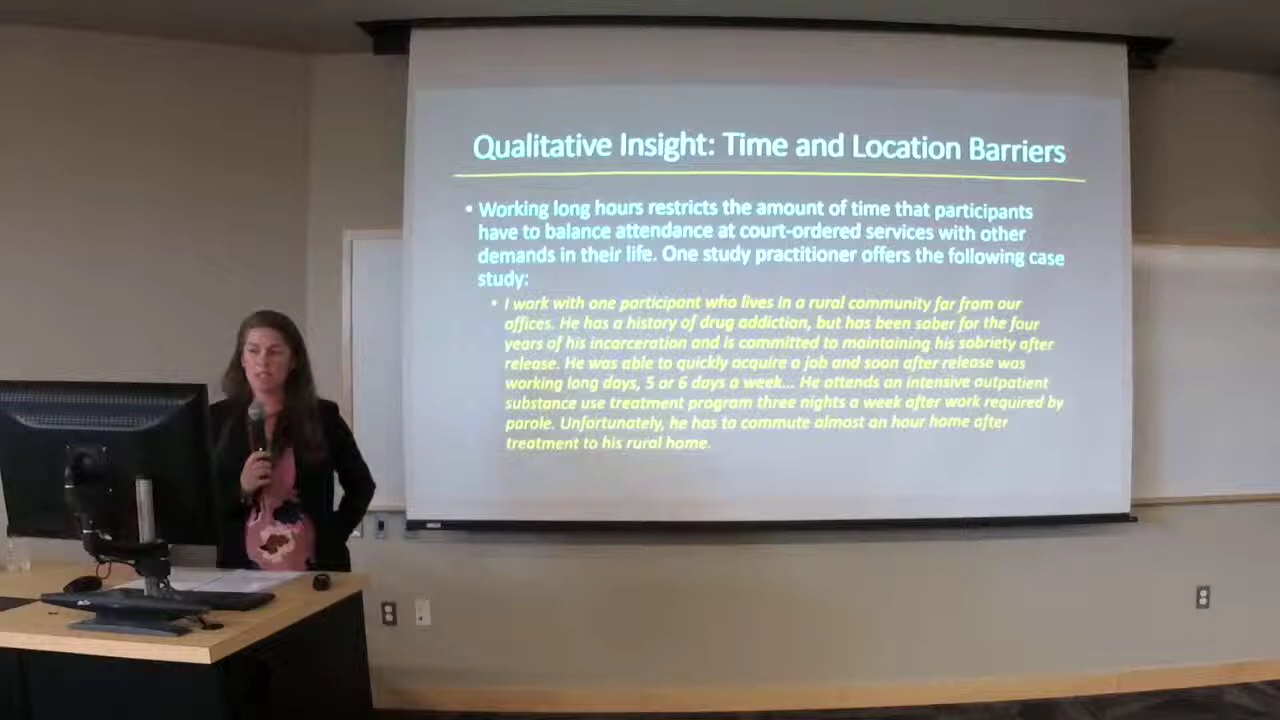 Qualitative Insight: Time and Location Barriers
• Working long hours restricts the amount of time that participants
have to balance attendance at court-ordered services with other
demands in their life. One study practitioner offers the following case
study:
• I work with one participant who lives in a rural community far from our
offices. He has a history of drug addiction, but has been sober for the four
years of his incarceration and is committed to maintaining his sobriety after
release. He was able to quickly acquire a job and soon after release was
working long days, 5 or 6 days a week... He attends an intensive outpatient
substance use treatment program three nights a week after work required by
parole. Unfortunately, he has to commute almost an hour home after
treatment to his rural home.